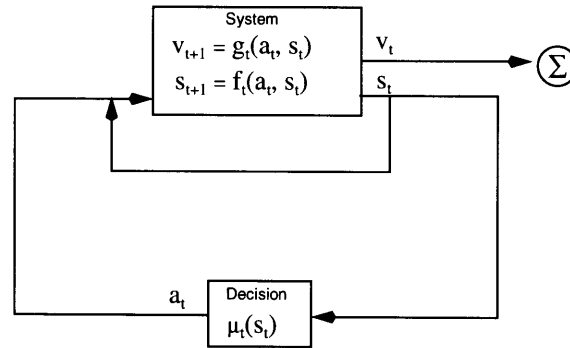 System
v_{t+1} = g_t(a_t, s_t)
s_{t+1} = f_t(a_t, s_t)
v_t
Σ
s_t
a_t
Decision
μ_t(s_t)